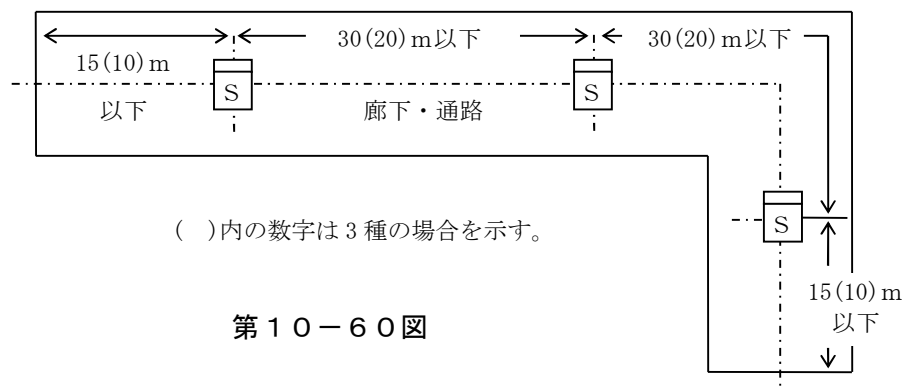 30(20)m以下
30(20)m以下
15(10)m
以下
S
廊下・通路
S
S
(　)内の数字は3種の場合を示す。
15(10)m
以下
第10－60図